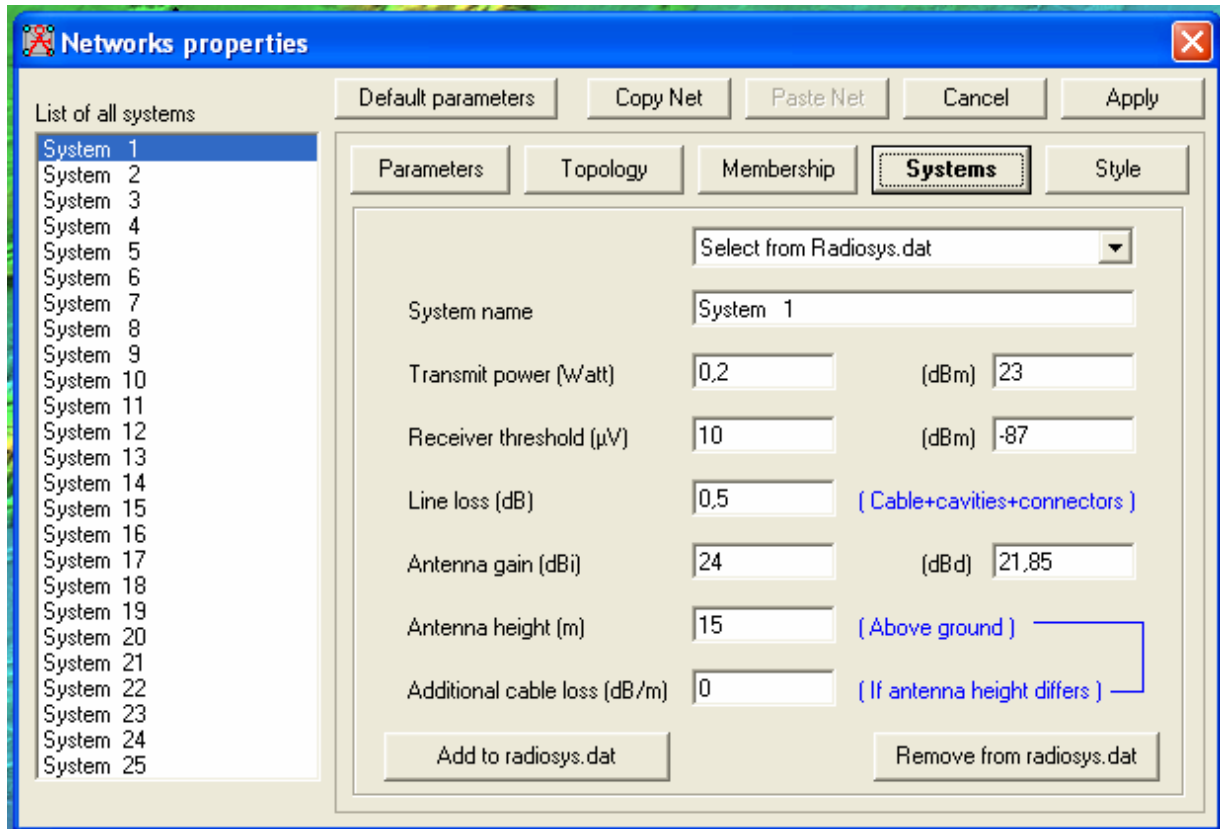 Networks properties
Default parameters Copy Net Paste Net Cancel Apply
List of all systems
System 1
System 2
System 3
System 4
System 5
System 6
System 7
System 8
System 9
System 10
System 11
System 12
System 13
System 14
System 15
System 16
System 17
System 18
System 19
System 20
System 21
System 22
System 23
System 24
System 25
Parameters Topology Membership Systems Style
Select from Radiosys.dat
System name System 1
Transmit power (Watt) 0,2 (dBm) 23
Receiver threshold (µV) 10 (dBm) -87
Line loss (dB) 0,5 ( Cable+cavities+connectors )
Antenna gain (dBi) 24 (dBd) 21,85
Antenna height (m) 15 ( Above ground )
Additional cable loss (dB/m) 0 ( If antenna height differs )
Add to radiosys.dat Remove from radiosys.dat